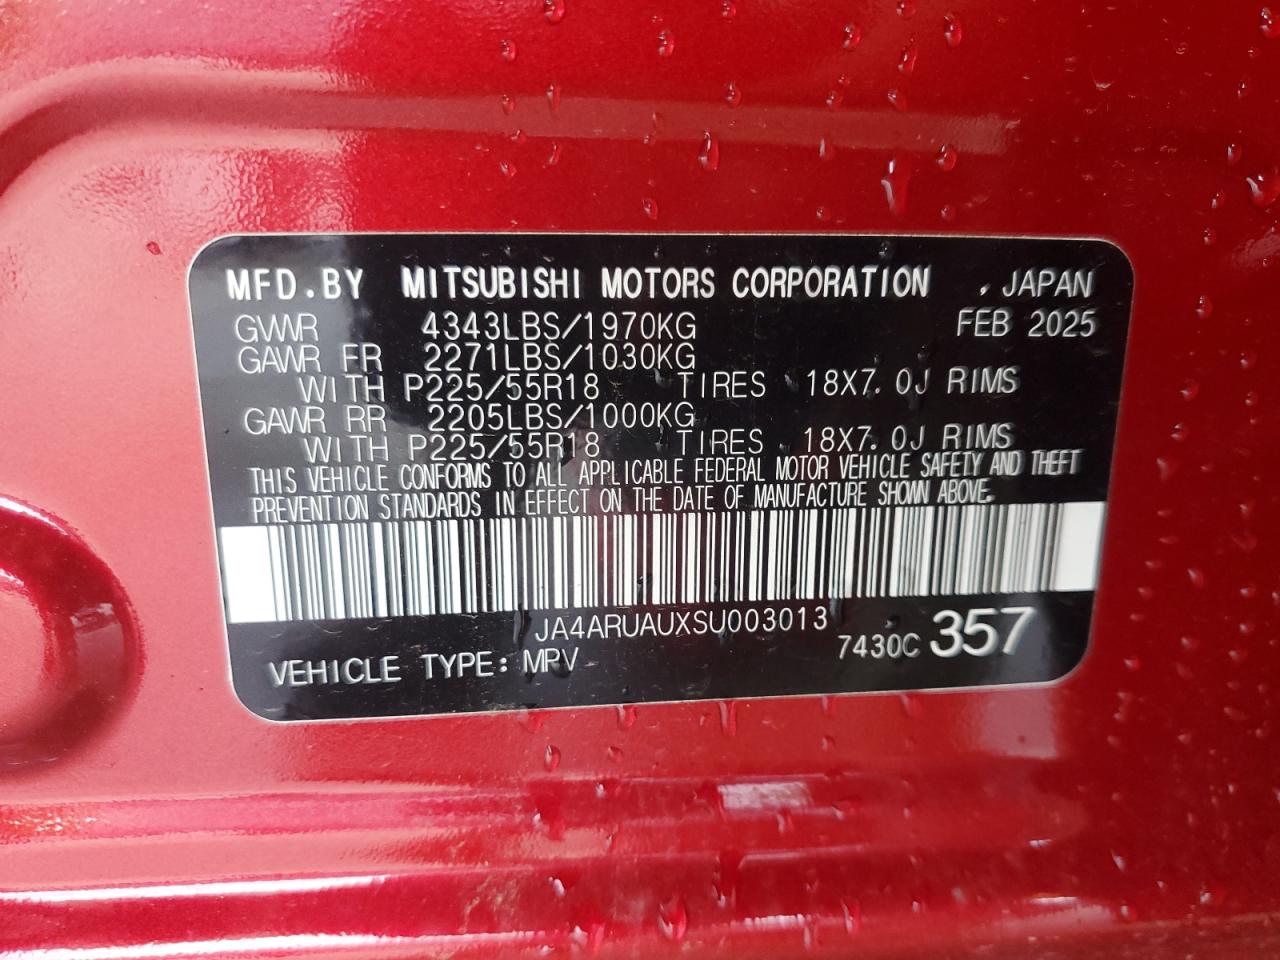 MFD.BY MITSUBISHI MOTORS CORPORATION , JAPAN
GVWR 4343LBS/1970KG FEB 2025
GAWR FR 2271LBS/1030KG
WITH P225/55R18 TIRES 18X7.0J RIMS
GAWR RR 2205LBS/1000KG
WITH P225/55R18 TIRES 18X7.0J RIMS
THIS VEHICLE CONFORMS TO ALL APPLICABLE FEDERAL MOTOR VEHICLE SAFETY AND THEFT
PREVENTION STANDARDS IN EFFECT ON THE DATE OF MANUFACTURE SHOWN ABOVE.
JA4ARUAUXSU003013
7430C 357
VEHICLE TYPE: MPV